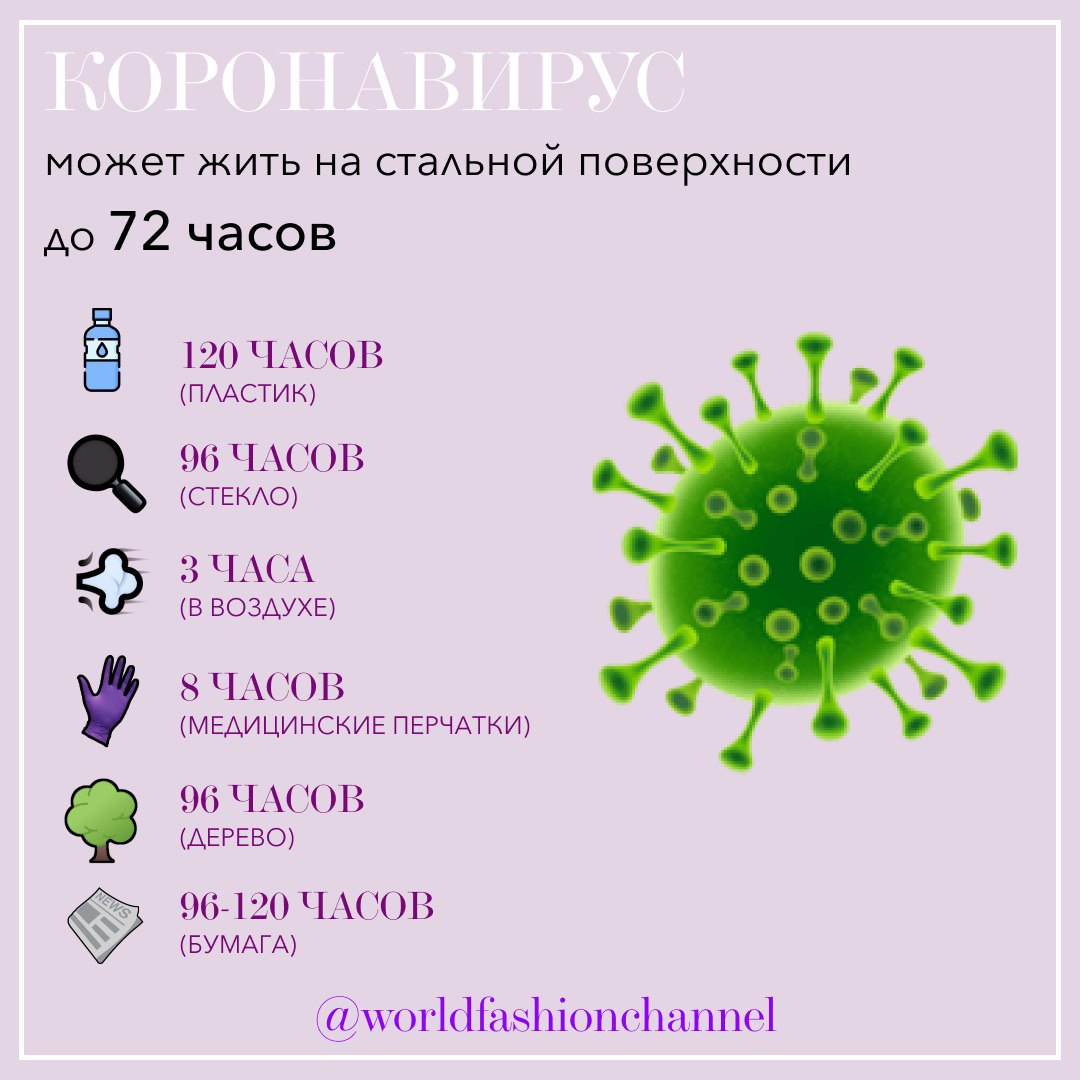 КОРОНАВИРУС
может жить на стальной поверхности
до 72 часов
120 ЧАСОВ
(ПЛАСТИК)
96 ЧАСОВ
(СТЕКЛО)
3 ЧАСА
(В ВОЗДУХЕ)
8 ЧАСОВ
(МЕДИЦИНСКИЕ ПЕРЧАТКИ)
96 ЧАСОВ
(ДЕРЕВО)
NEWS
96-120 ЧАСОВ
(БУМАГА)
@worldfashionchannel